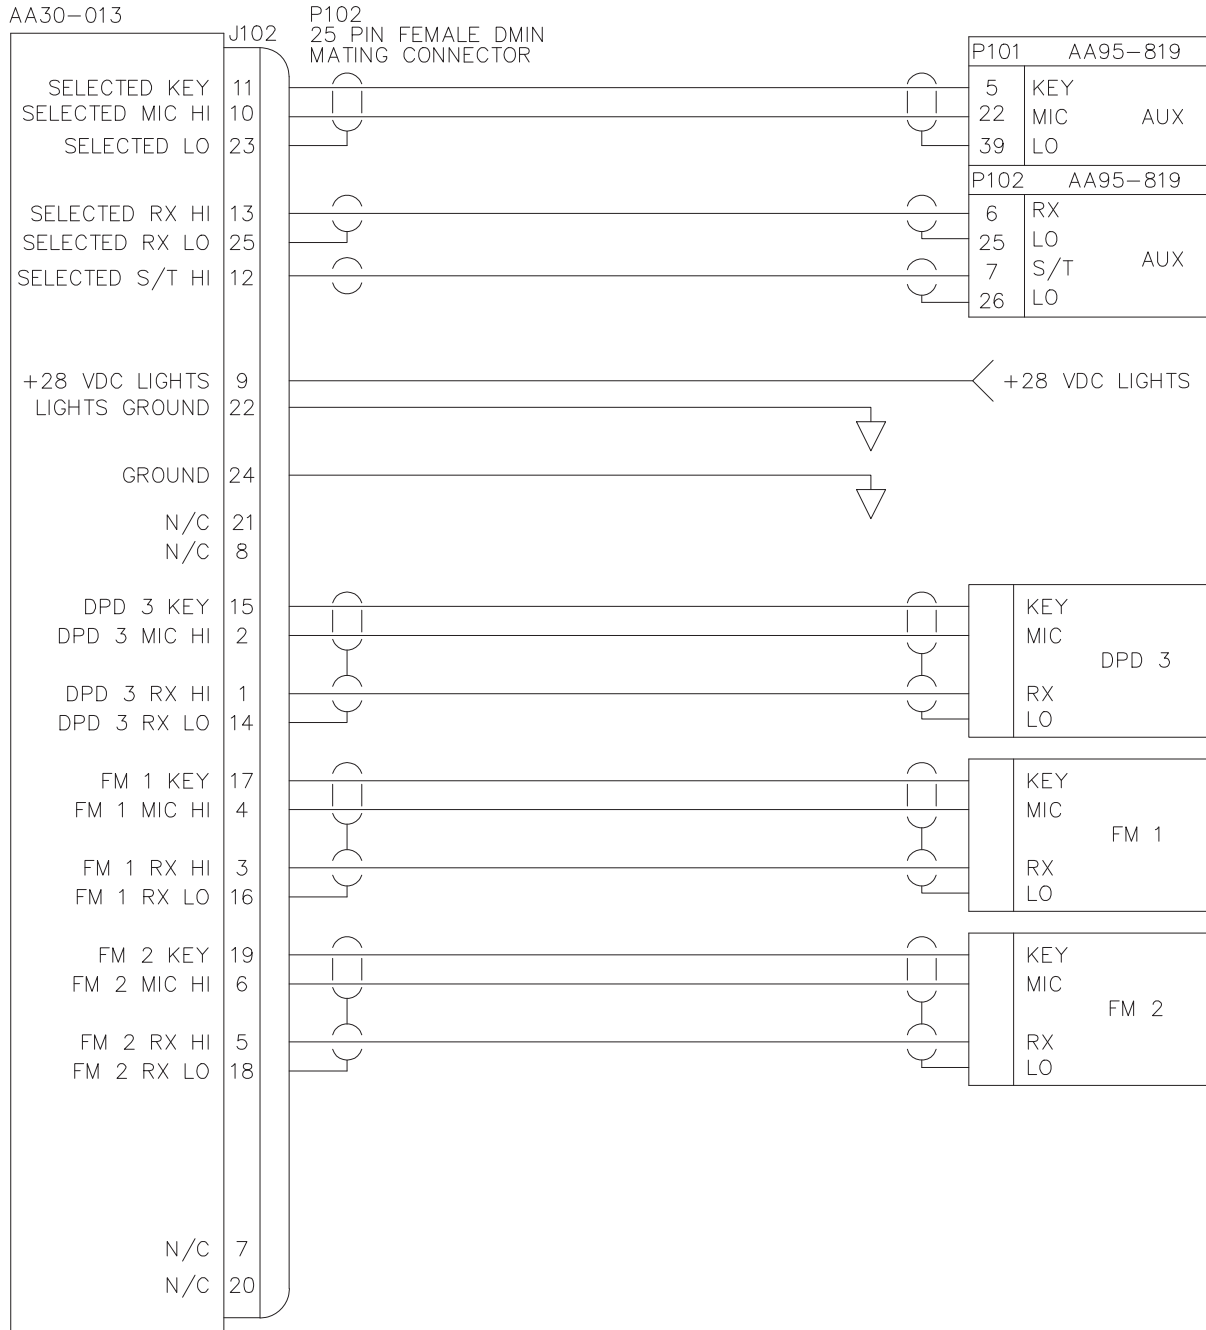 AA30-013
J102
P102
25 PIN FEMALE DMIN
MATING CONNECTOR
P101 AA95-819
SELECTED KEY 11 5 KEY
SELECTED MIC HI 10 22 MIC AUX
SELECTED LO 23 39 LO
P102 AA95-819
SELECTED RX HI 13 6 RX
SELECTED RX LO 25 25 LO
SELECTED S/T HI 12 7 S/T AUX
26 LO
+28 VDC LIGHTS 9 +28 VDC LIGHTS
LIGHTS GROUND 22
GROUND 24
N/C 21
N/C 8
DPD 3 KEY 15 KEY
DPD 3 MIC HI 2 MIC
DPD 3
DPD 3 RX HI 1 RX
DPD 3 RX LO 14 LO
FM 1 KEY 17 KEY
FM 1 MIC HI 4 MIC
FM 1
FM 1 RX HI 3 RX
FM 1 RX LO 16 LO
FM 2 KEY 19 KEY
FM 2 MIC HI 6 MIC
FM 2
FM 2 RX HI 5 RX
FM 2 RX LO 18 LO
N/C 7
N/C 20